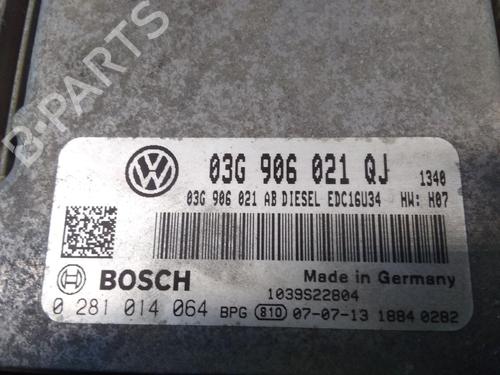 B-PARTS
03G 906 021 QJ 1340
03G 906 021 AB DIESEL EDC16U34 HW: H07
BOSCH Made in Germany
1039S22804
0 281 014 064 BPG 810 07-07-13 1884 0282